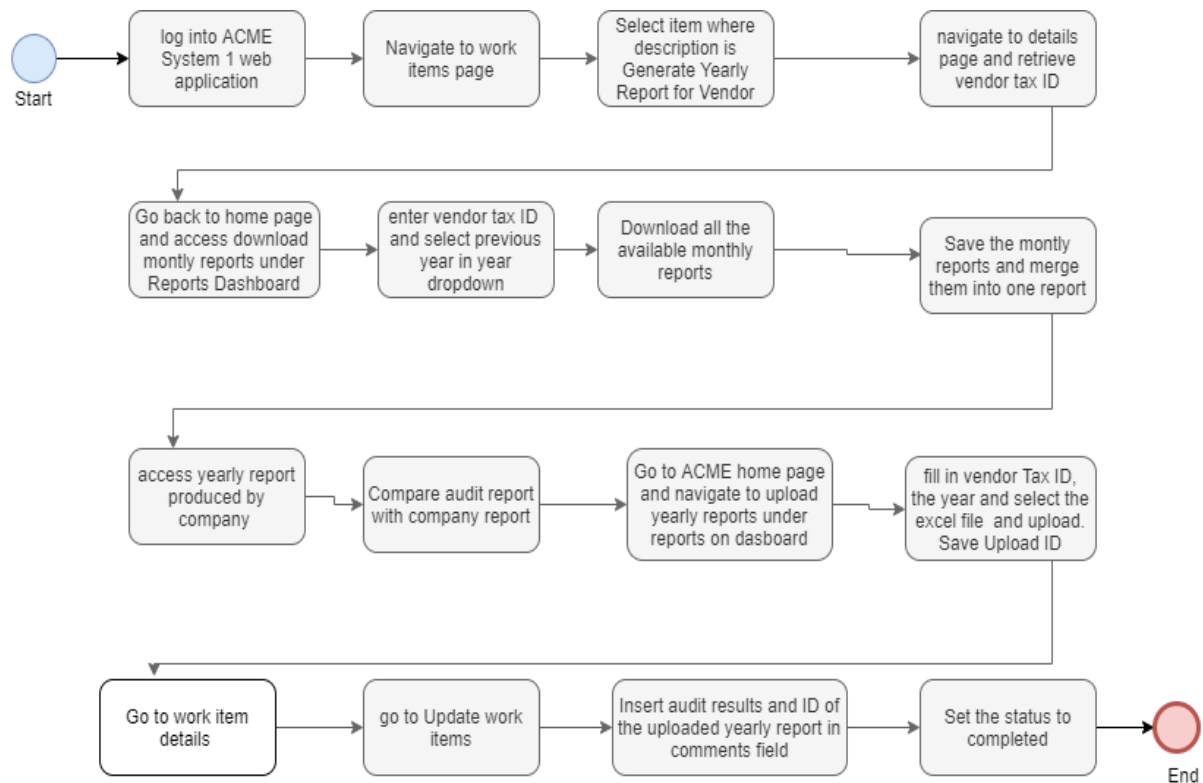 log into ACME
System 1 web
application
Navigate to work
items page
Select item where
description is
Generate Yearly
Report for Vendor
navigate to details
page and retrieve
vendor tax ID
Start
Go back to home page
and access download
montly reports under
Reports Dashboard
enter vendor tax ID
and select previous
year in year
dropdown
Download all the
available monthly
reports
Save the montly
reports and merge
them into one report
access yearly report
produced by
company
Compare audit report
with company report
Go to ACME home page
and navigate to upload
yearly reports under
reports on dasboard
fill in vendor Tax ID,
the year and select the
excel file and upload.
Save Upload ID
Go to work item
details
go to Update work
items
Insert audit results and ID of
the uploaded yearly report in
comments field
Set the status to
completed
End